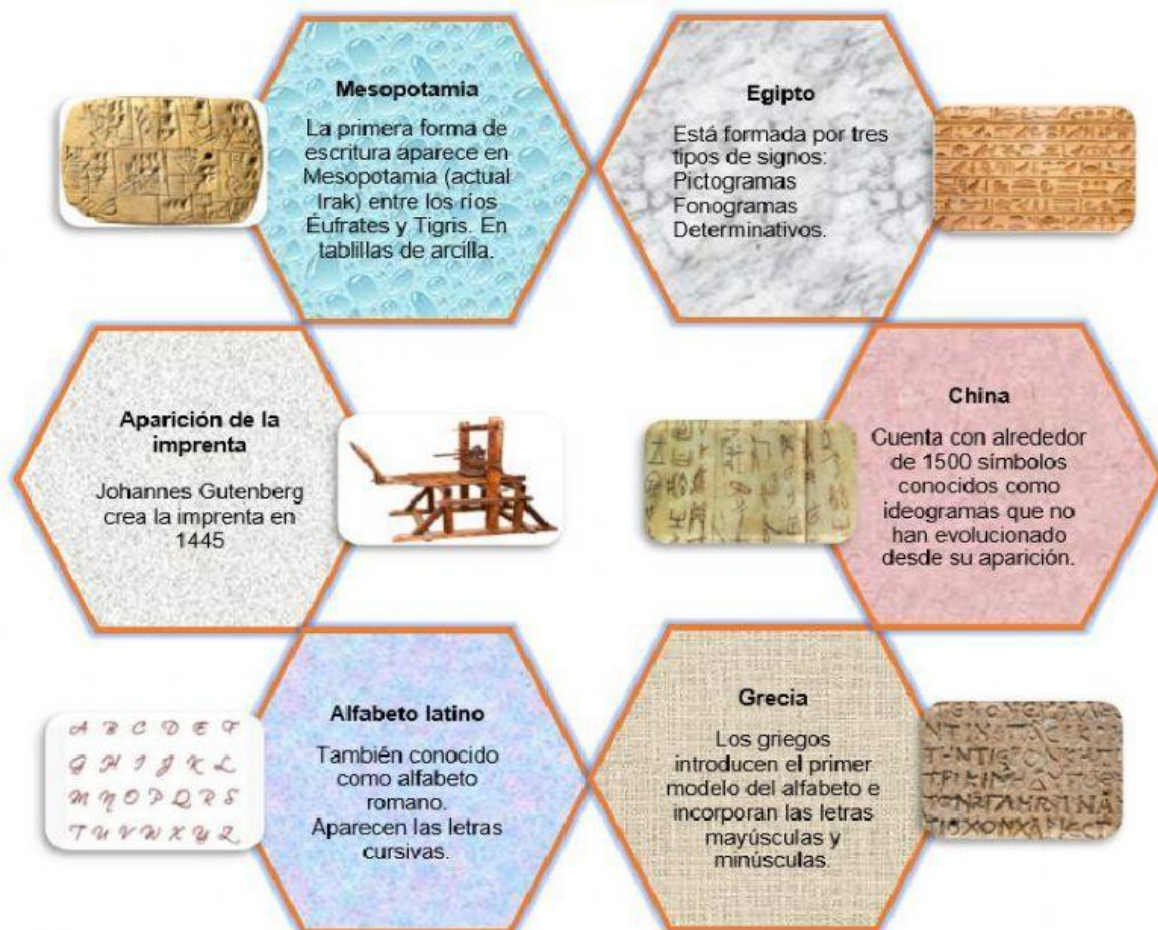 Mesopotamia
La primera forma de
escritura aparece en
Mesopotamia (actual
Irak) entre los ríos
Éufrates y Tigris. En
tablillas de arcilla.
Egipto
Está formada por tres
tipos de signos:
Pictogramas
Fonogramas
Determinativos.
Aparición de la
imprenta
Johannes Gutenberg
crea la imprenta en
1445
China
Cuenta con alrededor
de 1500 símbolos
conocidos como
ideogramas que no
han evolucionado
desde su aparición.
Alfabeto latino
También conocido
como alfabeto
romano.
Aparecen las letras
cursivas.
A B C D E F
G H I J K L
M N O P Q R S
T U V W X Y Z
Grecia
Los griegos
introducen el primer
modelo del alfabeto e
incorporan las letras
mayúsculas y
minúsculas.